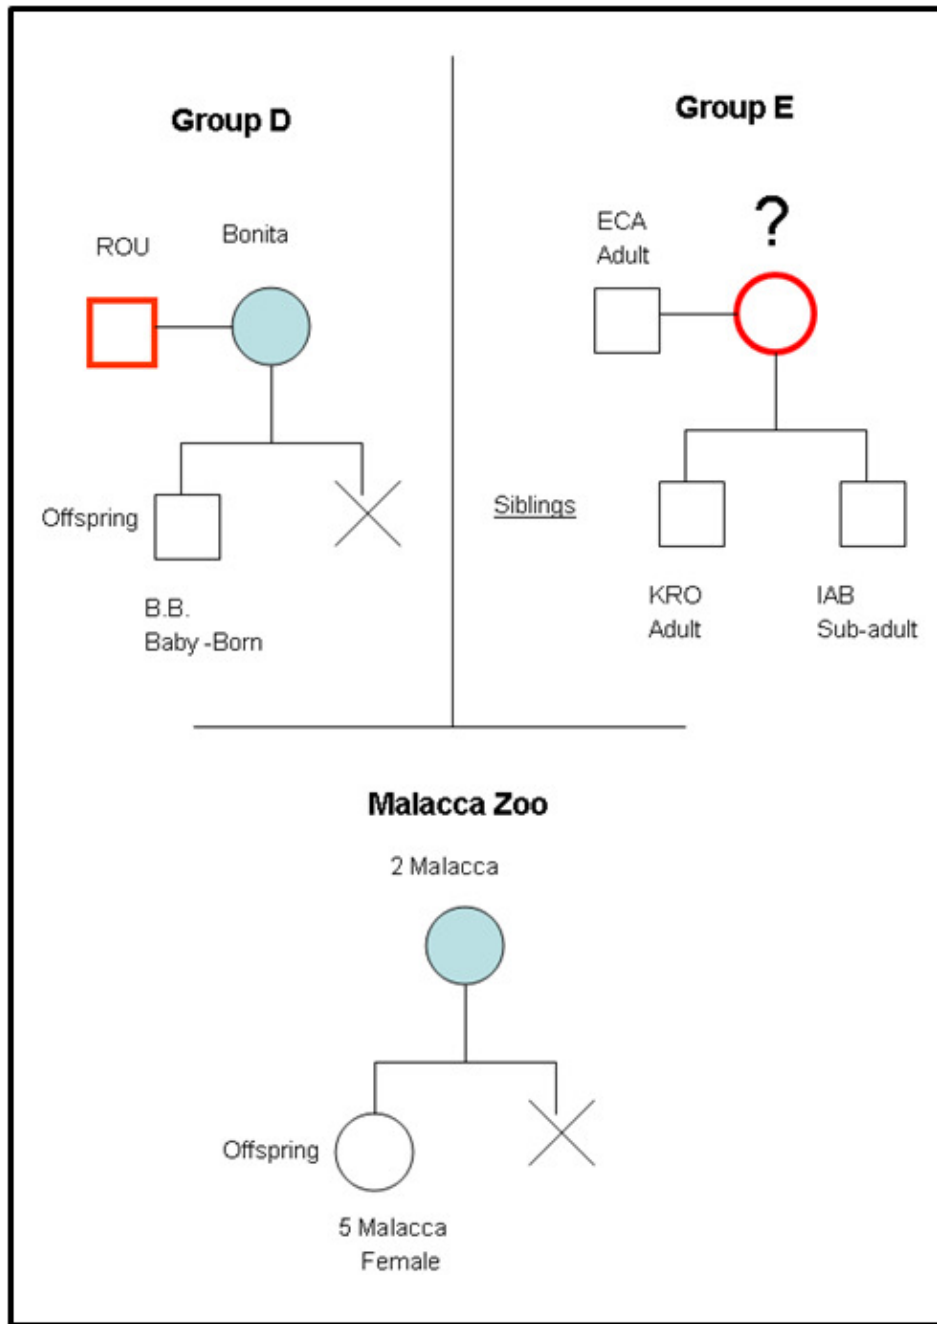 Group D
ROU
Bonita
Offspring
B.B.
Baby -Born
Group E
ECA
Adult
?
Siblings
KRO
Adult
IAB
Sub-adult
Malacca Zoo
2 Malacca
Offspring
5 Malacca
Female